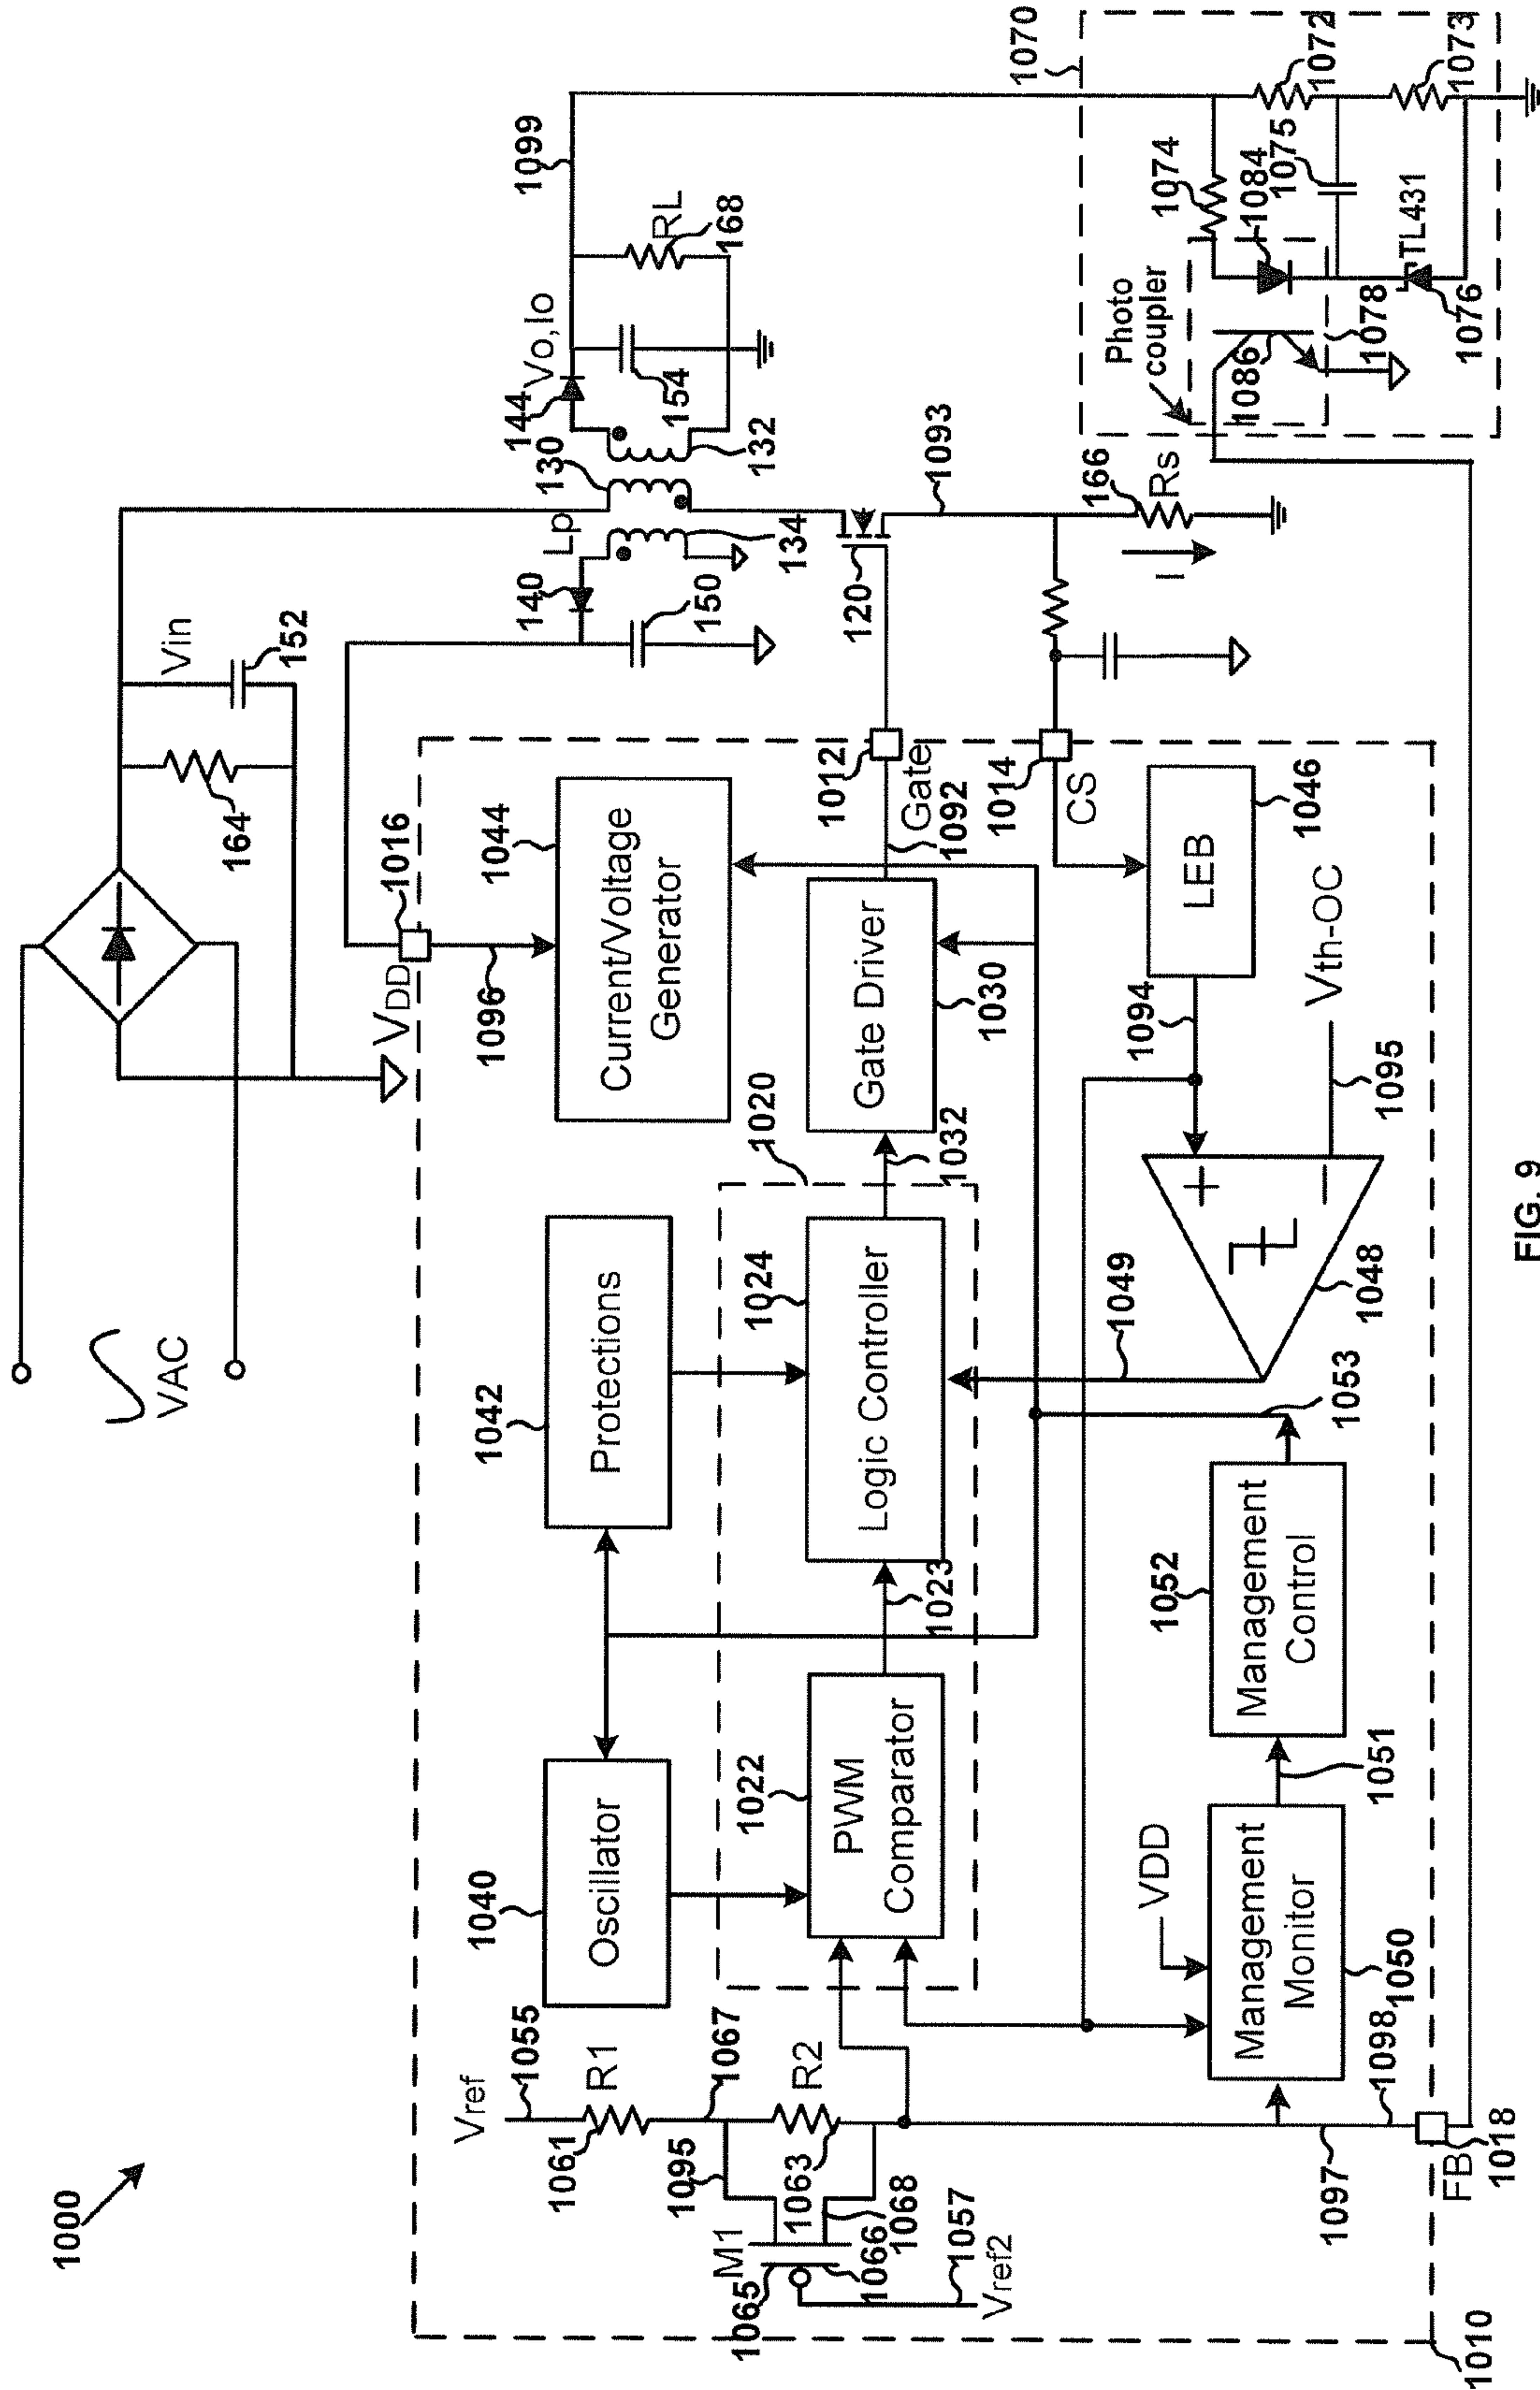 1000
VAC
164
Vin
152
VDD
1016
1096
1044
Current/Voltage
Generator
140
150
Lp
130
134
144
Vo,Io
154
132
RL
168
1099
1010
Vref
1055
1061
R1
1067
1095
R2
1063
M1
1065
1066
1068
1057
Vref2
1040
Oscillator
1042
Protections
1020
1022
PWM
Comparator
1023
1024
Logic Controller
1032
Gate Driver
1030
1012
Gate
1092
120
1093
1014
CS
166
Rs
I
LEB
1046
1094
Vth-OC
1095
+
−
1048
1049
1053
1052
Management
Control
1051
VDD
Management
Monitor
1050
1098
1097
FB
1018
1070
Photo
coupler
1074
1084
1075
1072
1073
1086
1078
TL431
1076
FIG. 9